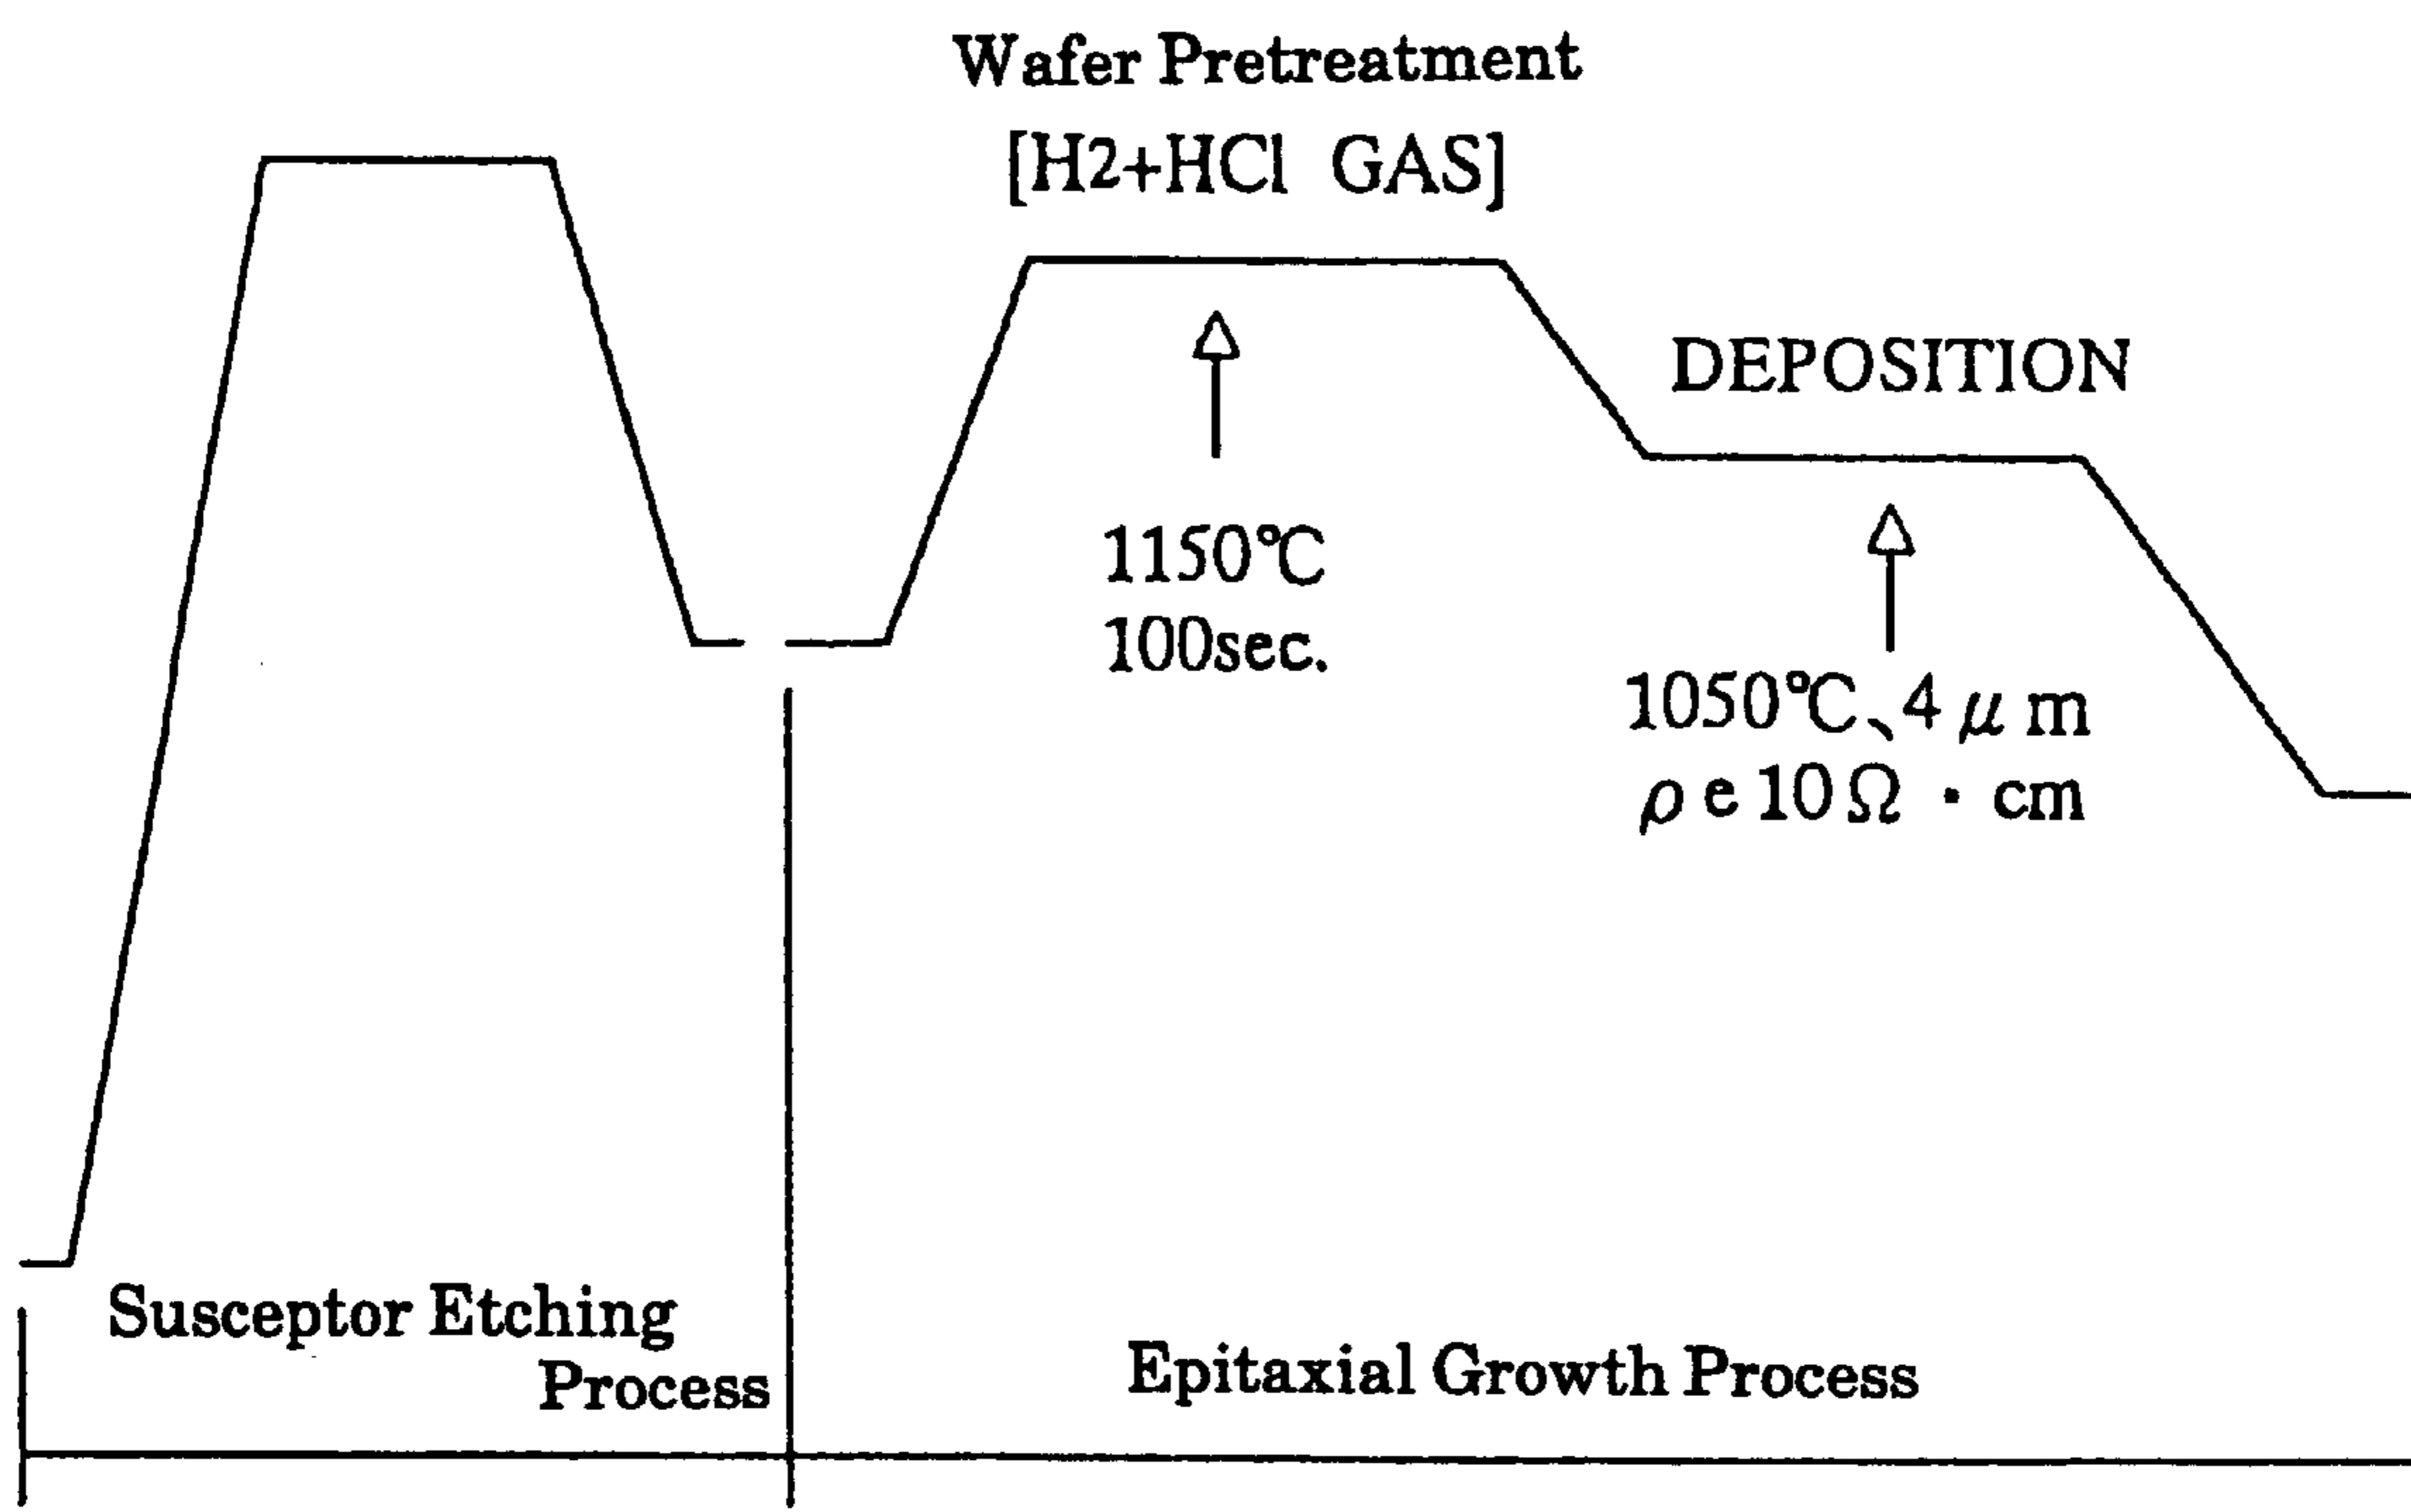 Wafer Pretreatment
[H2+HCl GAS]
DEPOSITION
1150℃
100sec.
1050℃、4μm
ρe10Ω・cm
Susceptor Etching
Process
Epitaxial Growth Process